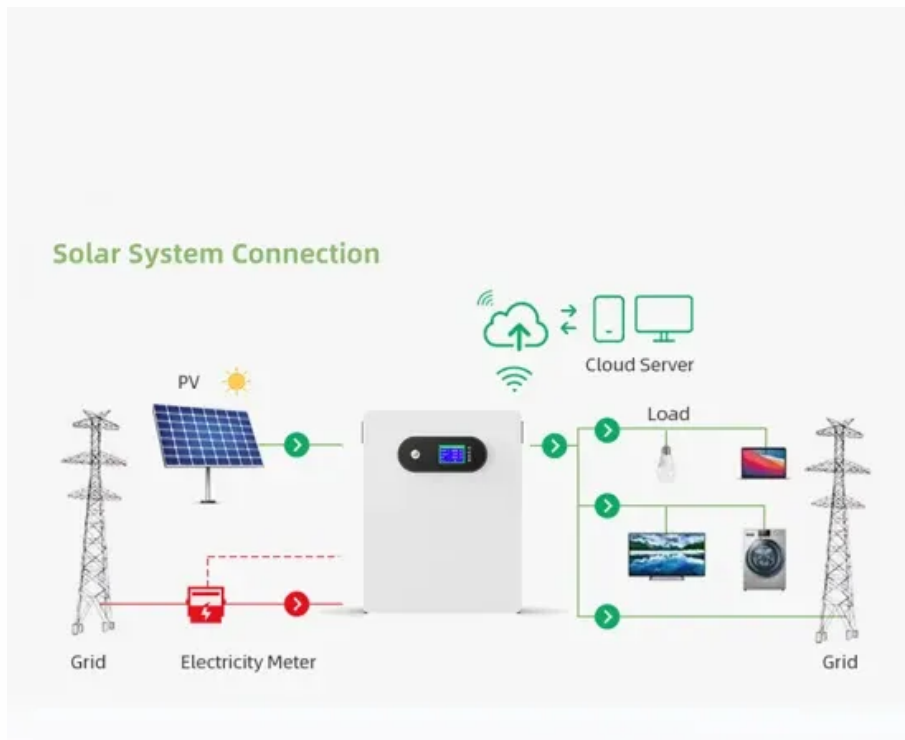 Solar System Connection
Cloud Server
PV
Load
Grid
Electricity Meter
Grid